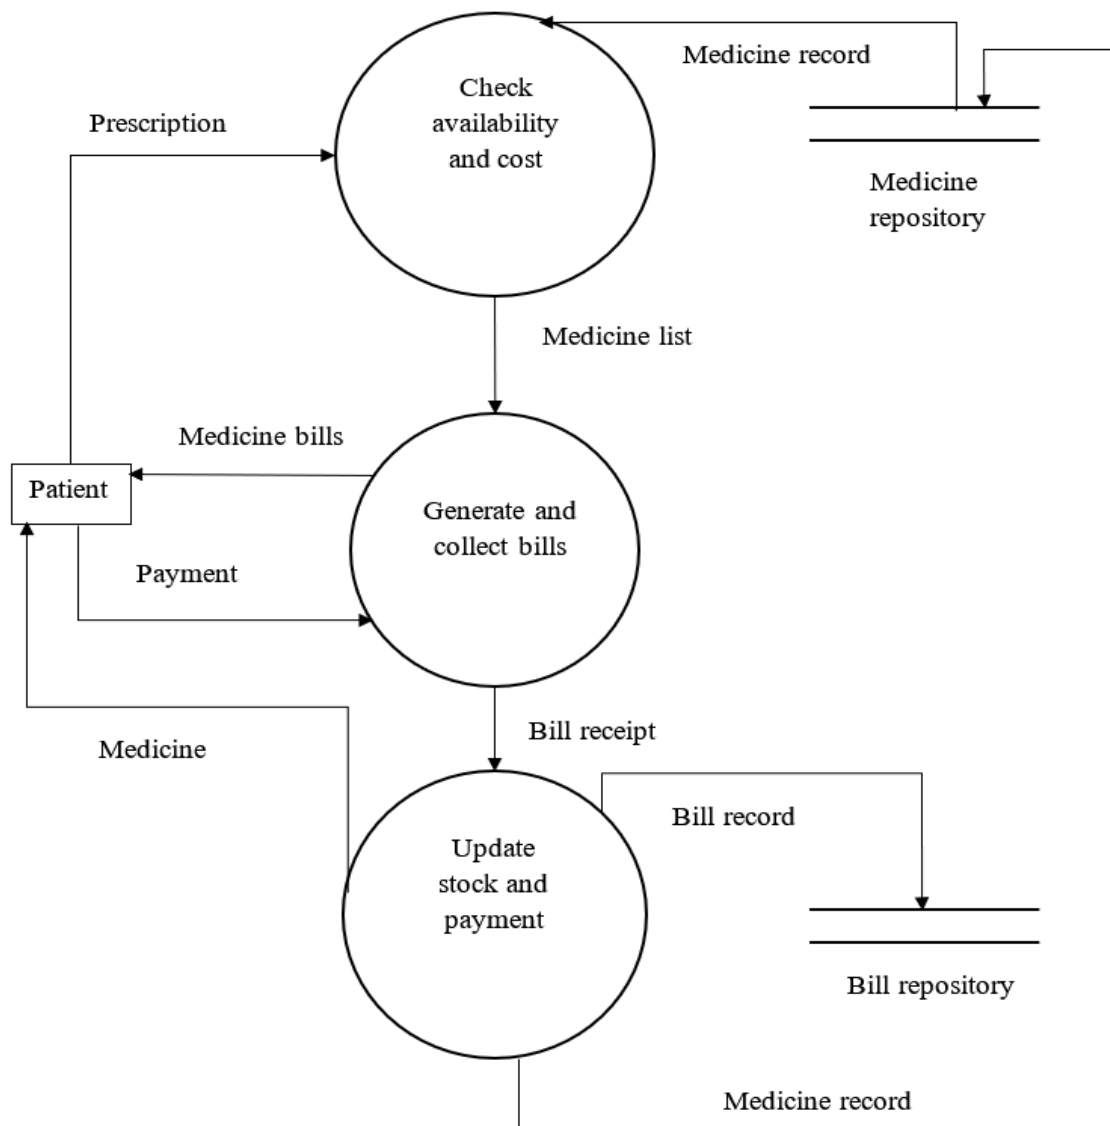 Medicine record
Check
availability
and cost
Prescription
Medicine
repository
Medicine list
Medicine bills
Patient
Generate and
collect bills
Payment
Bill receipt
Medicine
Bill record
Update
stock and
payment
Bill repository
Medicine record